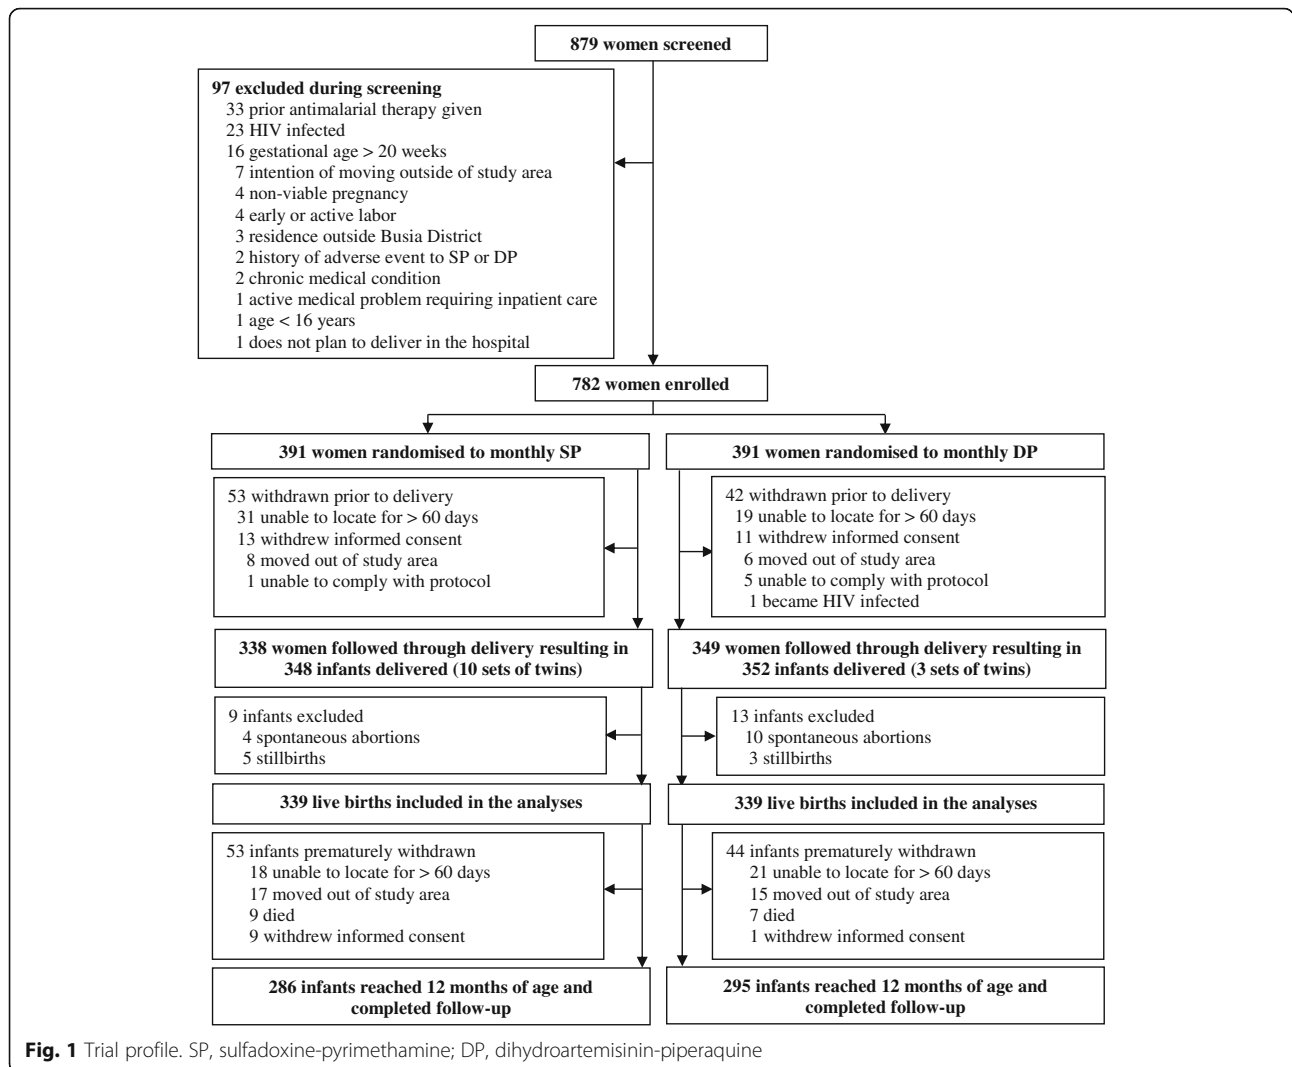 879 women screened
97 excluded during screening
33 prior antimalarial therapy given
23 HIV infected
16 gestational age > 20 weeks
7 intention of moving outside of study area
4 non-viable pregnancy
4 early or active labor
3 residence outside Busia District
2 history of adverse event to SP or DP
2 chronic medical condition
1 active medical problem requiring inpatient care
1 age < 16 years
1 does not plan to deliver in the hospital
782 women enrolled
391 women randomised to monthly SP
53 withdrawn prior to delivery
31 unable to locate for > 60 days
13 withdrew informed consent
8 moved out of study area
1 unable to comply with protocol
338 women followed through delivery resulting in
348 infants delivered (10 sets of twins)
9 infants excluded
4 spontaneous abortions
5 stillbirths
339 live births included in the analyses
53 infants prematurely withdrawn
18 unable to locate for > 60 days
17 moved out of study area
9 died
9 withdrew informed consent
286 infants reached 12 months of age and
completed follow-up
391 women randomised to monthly DP
42 withdrawn prior to delivery
19 unable to locate for > 60 days
11 withdrew informed consent
6 moved out of study area
5 unable to comply with protocol
1 became HIV infected
349 women followed through delivery resulting in
352 infants delivered (3 sets of twins)
13 infants excluded
10 spontaneous abortions
3 stillbirths
339 live births included in the analyses
44 infants prematurely withdrawn
21 unable to locate for > 60 days
15 moved out of study area
7 died
1 withdrew informed consent
295 infants reached 12 months of age and
completed follow-up
Fig. 1 Trial profile. SP, sulfadoxine-pyrimethamine; DP, dihydroartemisinin-piperaquine